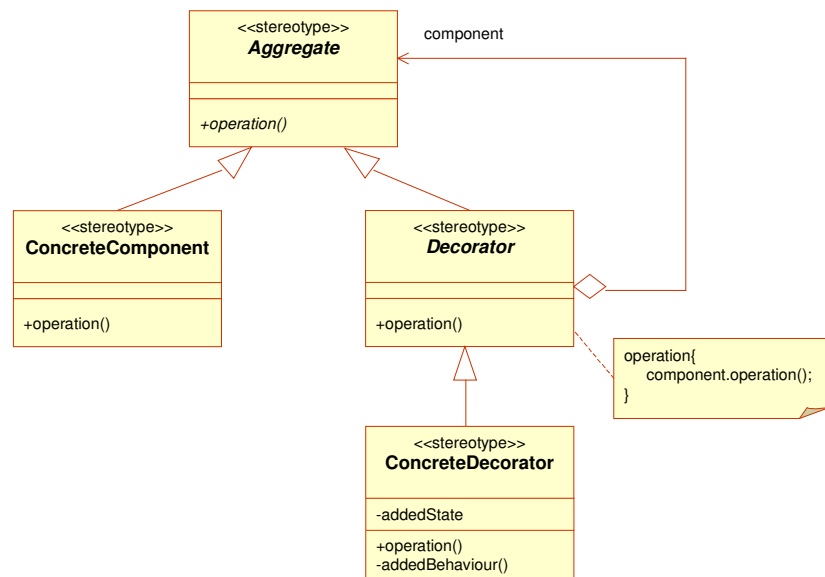 <<stereotype>>
Aggregate
+operation()
component
<<stereotype>>
ConcreteComponent
+operation()
<<stereotype>>
Decorator
+operation()
operation{
component.operation();
}
<<stereotype>>
ConcreteDecorator
-addedState
+operation()
-addedBehaviour()